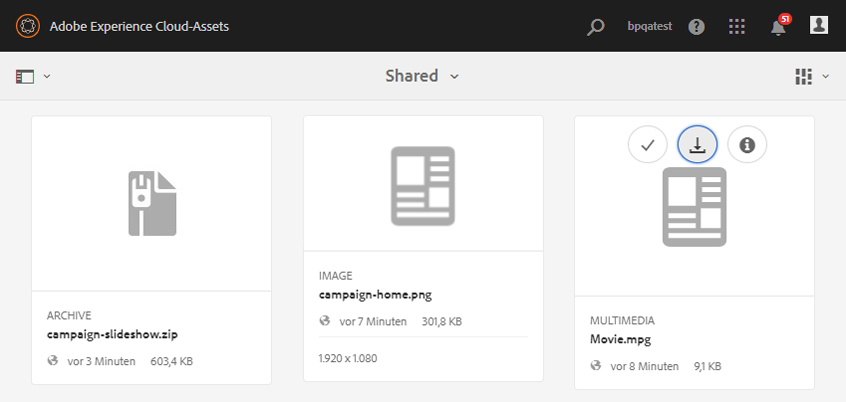 Adobe Experience Cloud-Assets
bpqatest
51
Shared
ARCHIVE
campaign-slideshow.zip
vor 3 Minuten 603,4 KB
IMAGE
campaign-home.png
vor 7 Minuten 301,8 KB
1.920 x 1.080
MULTIMEDIA
Movie.mpg
vor 8 Minuten 9,1 KB